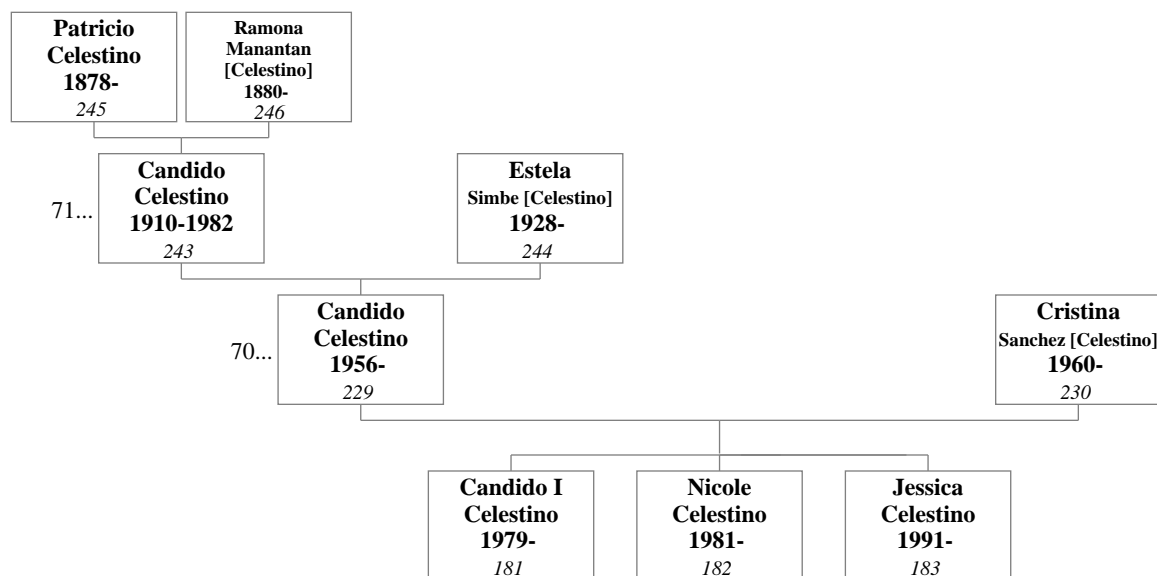 Patricio
Celestino
1878-
245
Ramona
Manantan
[Celestino]
1880-
246
71...
Candido
Celestino
1910-1982
243
Estela
Simbe [Celestino]
1928-
244
70...
Candido
Celestino
1956-
229
Cristina
Sanchez [Celestino]
1960-
230
Candido I
Celestino
1979-
181
Nicole
Celestino
1981-
182
Jessica
Celestino
1991-
183